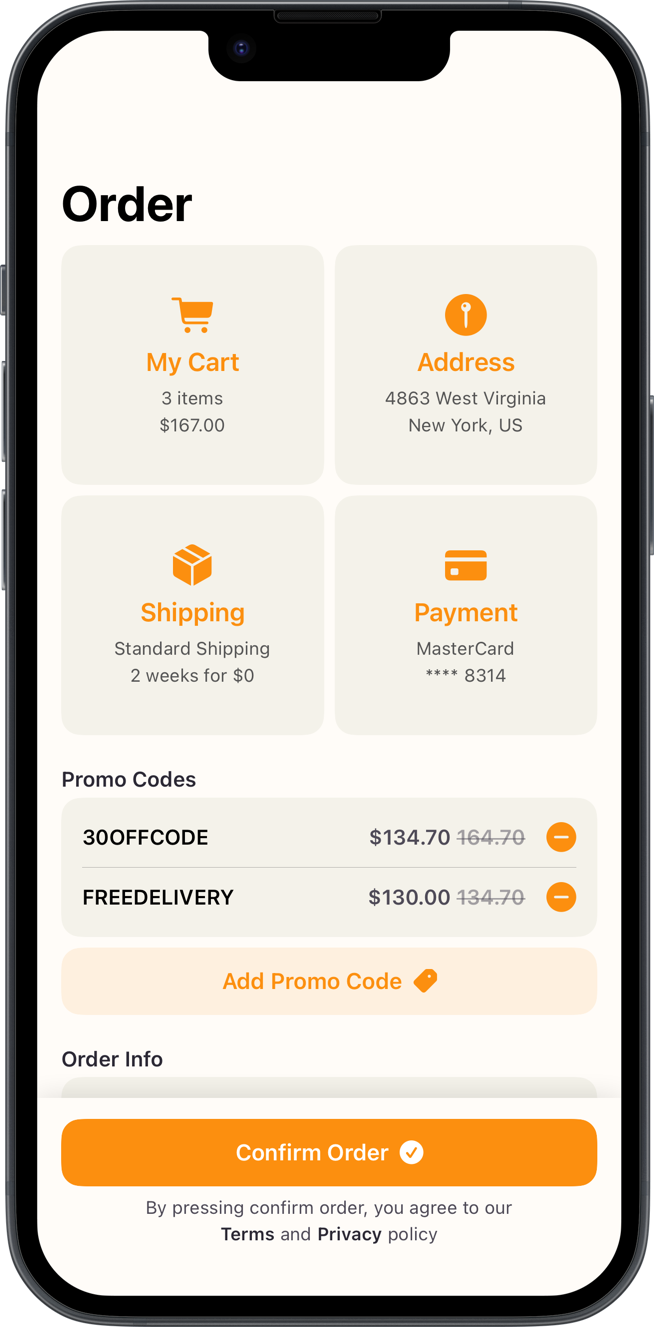 Order
My Cart
3 items
$167.00
Address
4863 West Virginia
New York, US
Shipping
Standard Shipping
2 weeks for $0
Payment
MasterCard
**** 8314
Promo Codes
30OFFCODE $134.70 164.70
FREEDELIVERY $130.00 134.70
Add Promo Code
Order Info
Confirm Order
By pressing confirm order, you agree to our
Terms and Privacy policy